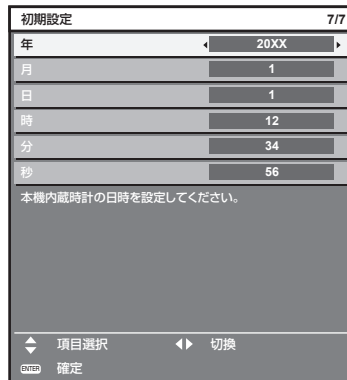 初期設定 7/7
年 20XX
月 1
日 1
時 12
分 34
秒 56
本機内蔵時計の日時を設定してください。
項目選択 切換
ENTER 確定